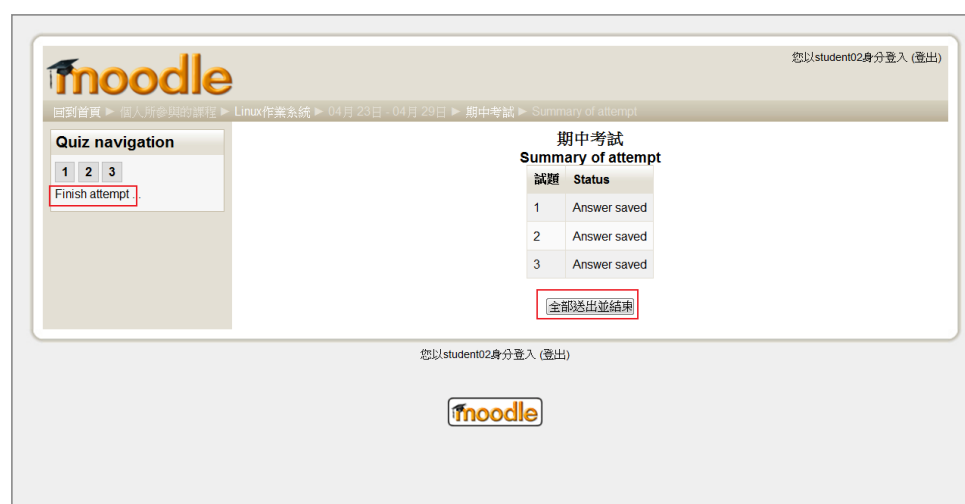 moodle
您以student02身分登入 (登出)
回到首頁 ► 個人所參與的課程 ► Linux作業系統 ► 04月 23日 - 04月 29日 ► 期中考試 ► Summary of attempt
Quiz navigation
1 2 3
Finish attempt ...
期中考試
Summary of attempt
試題 Status
1 Answer saved
2 Answer saved
3 Answer saved
全部送出並結束
您以student02身分登入 (登出)
moodle